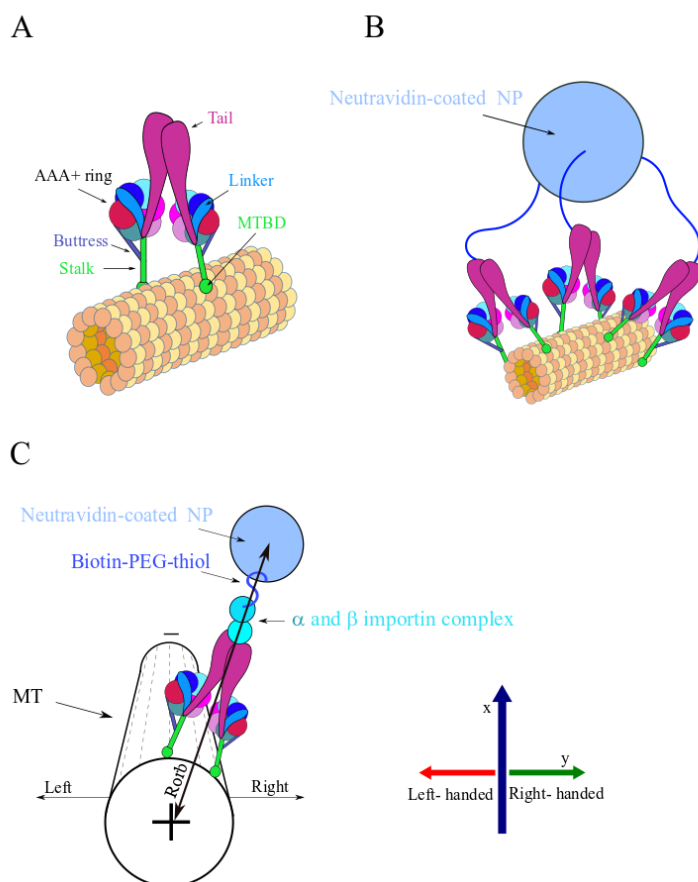 A
Tail
AAA+ ring
Linker
Buttress
MTBD
Stalk
B
Neutravidin-coated NP
C
Neutravidin-coated NP
Biotin-PEG-thiol
α and β importin complex
MT
Rorb
Left
Right
x
y
Left- handed
Right- handed